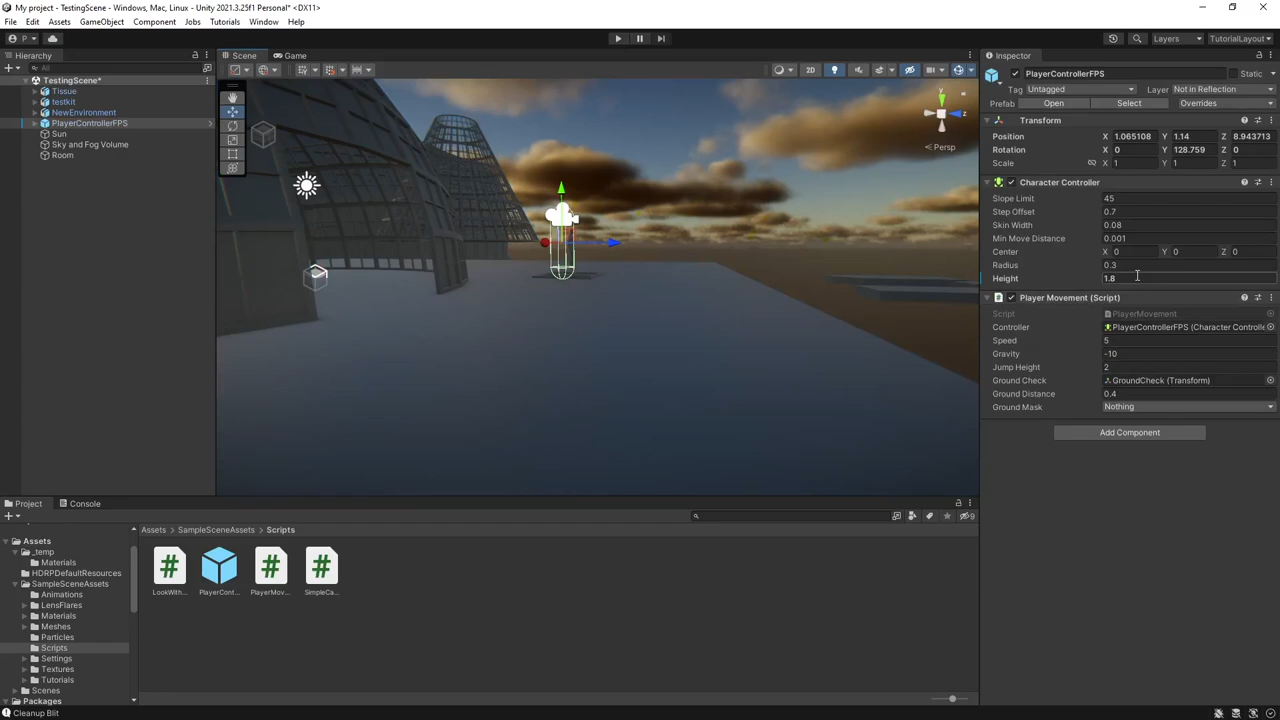 My project - TestingScene - Windows, Mac, Linux - Unity 2021.3.25f1 Personal* <DX11>
File Edit Assets GameObject Component Jobs Tutorials Window Help
P Layers TutorialLayout
Hierarchy Scene Game Inspector
All 2D
TestingScene*
Tissue
testkit
NewEnvironment
PlayerControllerFPS
Sun
Sky and Fog Volume
Room
y
z
Persp
PlayerControllerFPS Static
Tag Untagged Layer Not in Reflection
Prefab Open Select Overrides
Transform
Position X 1.065108 Y 1.14 Z 8.943713
Rotation X 0 Y 128.759 Z 0
Scale X 1 Y 1 Z 1
Character Controller
Slope Limit 45
Step Offset 0.7
Skin Width 0.08
Min Move Distance 0.001
Center X 0 Y 0 Z 0
Radius 0.3
Height 1.8
Player Movement (Script)
Script PlayerMovement
Controller PlayerControllerFPS (Character Controlle
Speed 5
Gravity -10
Jump Height 2
Ground Check GroundCheck (Transform)
Ground Distance 0.4
Ground Mask Nothing
Add Component
Project Console
9
Assets
_temp
Materials
HDRPDefaultResources
SampleSceneAssets
Animations
LensFlares
Materials
Meshes
Particles
Scripts
Settings
Textures
Tutorials
Scenes
Packages
Assets > SampleSceneAssets > Scripts
# # #
LookWith... PlayerCont... PlayerMov... SimpleCa...
Cleanup Blit